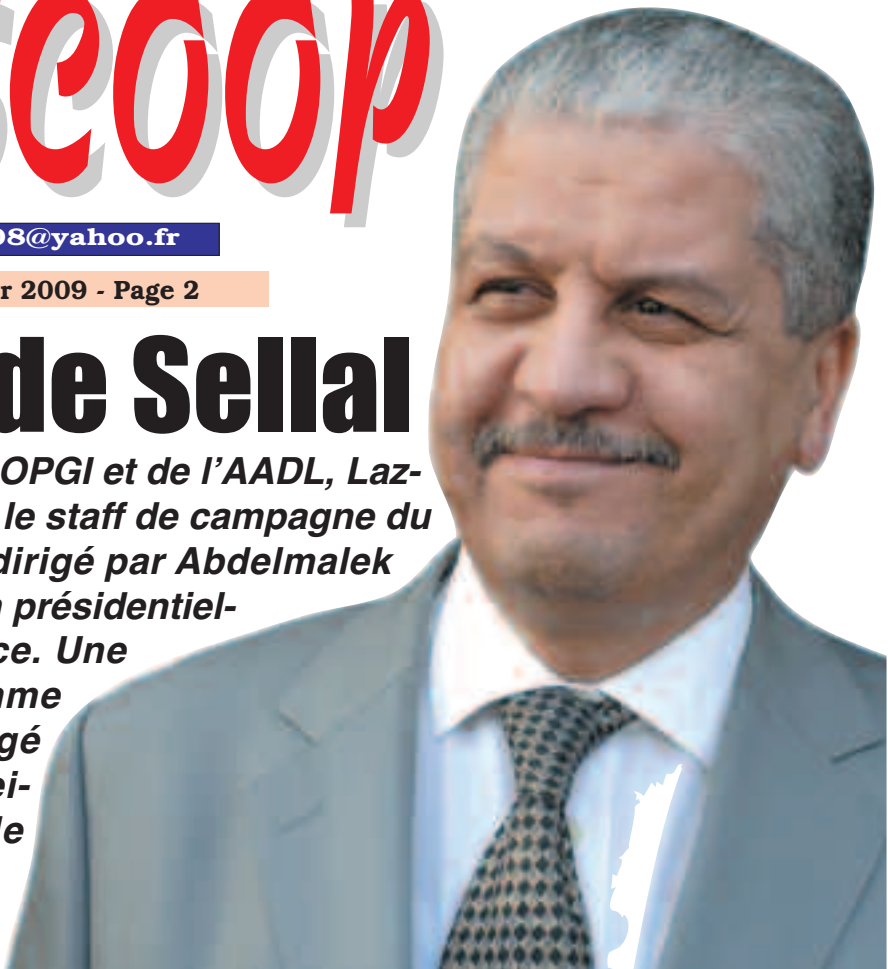 scoop
08@yahoo.fr
r 2009 - Page 2
de Sellal
OPGI et de l’AADL, Laz-
le staff de campagne du
dirigé par Abdelmalek
présidentiel-
ce. Une
mme
gé
ei-
le